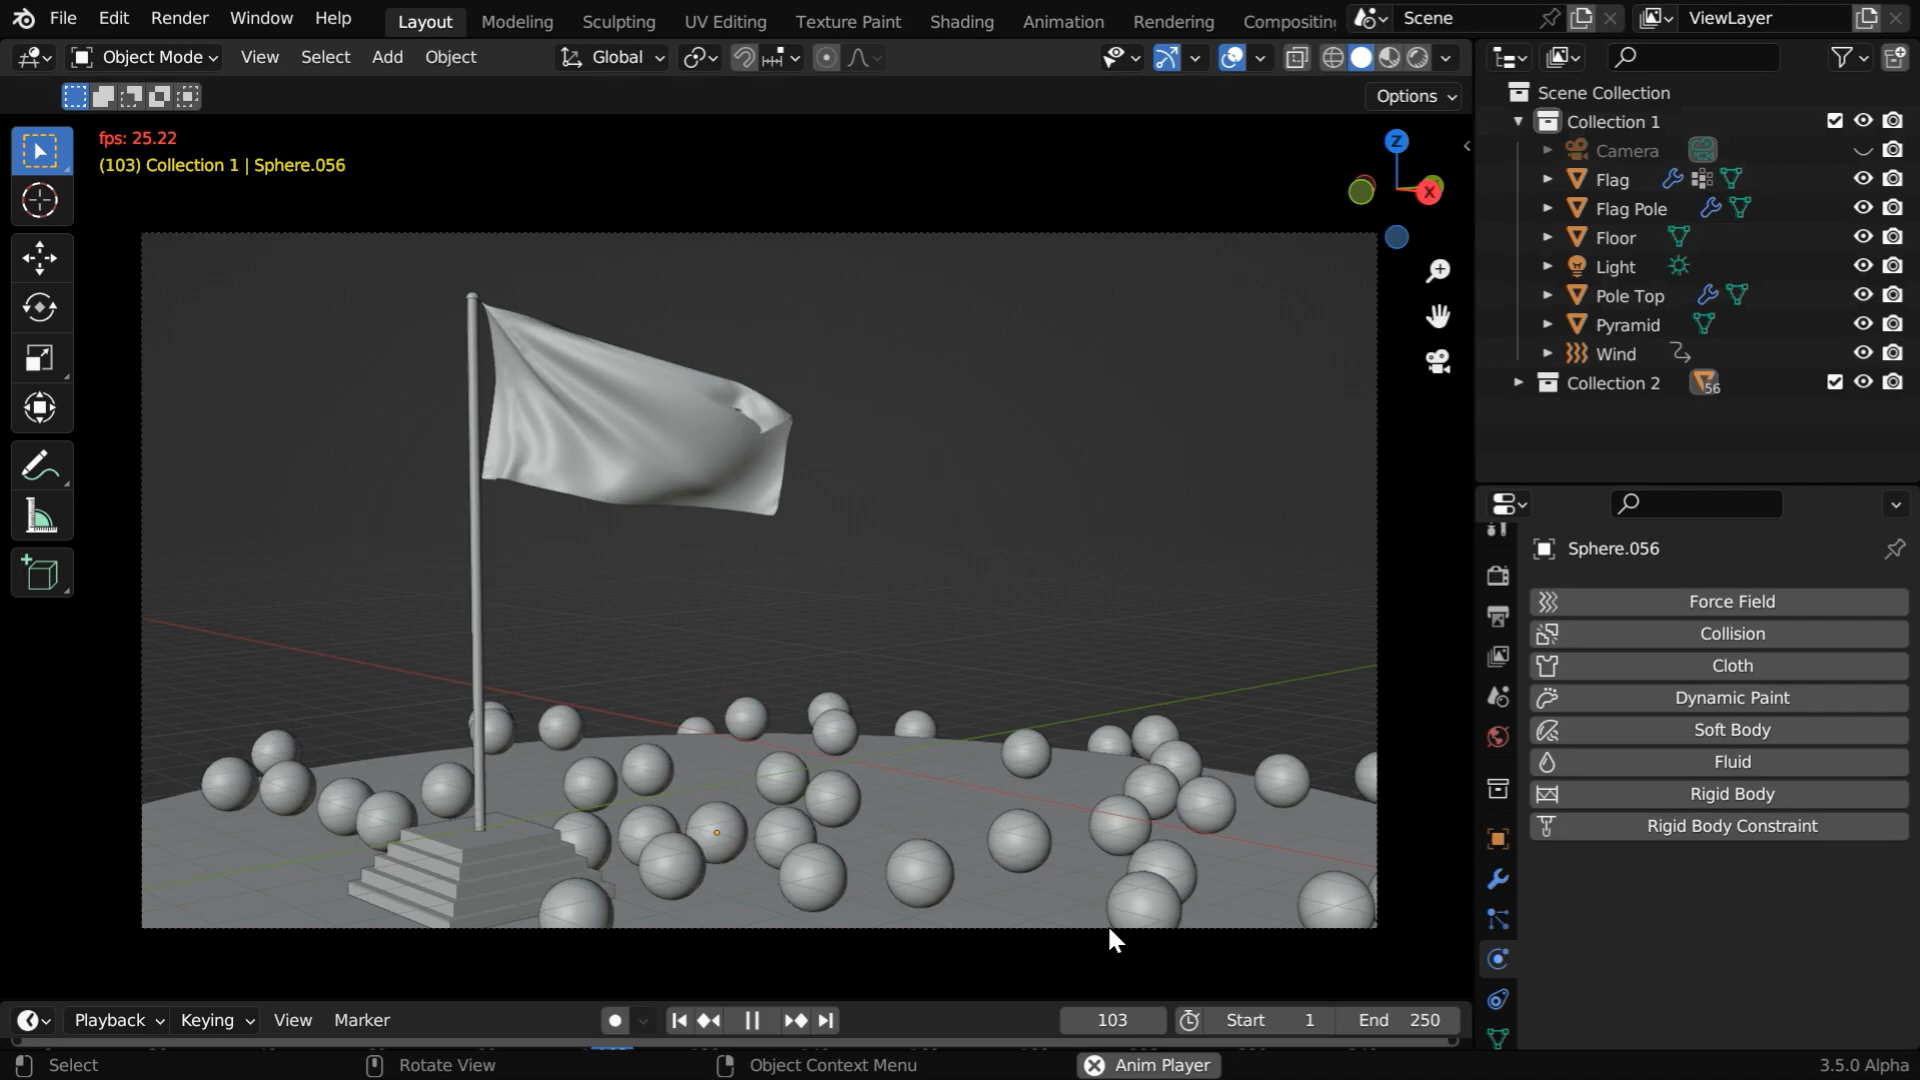 File Edit Render Window Help Layout Modeling Sculpting UV Editing Texture Paint Shading Animation Rendering Compositing Scene ViewLayer
Object Mode View Select Add Object Global
Options
fps: 25.22
(103) Collection 1 | Sphere.056
Z
X
Scene Collection
Collection 1
Camera
Flag
Flag Pole
Floor
Light
Pole Top
Pyramid
Wind
Collection 2 56
Sphere.056
Force Field
Collision
Cloth
Dynamic Paint
Soft Body
Fluid
Rigid Body
Rigid Body Constraint
Playback Keying View Marker 103 Start 1 End 250
Select Rotate View Object Context Menu Anim Player 3.5.0 Alpha